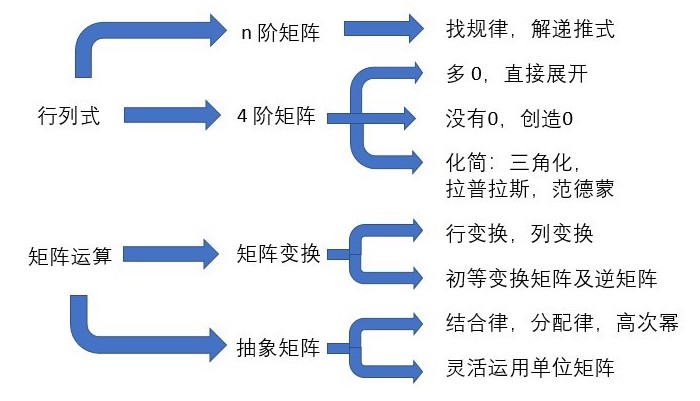 n 阶矩阵
找规律，解递推式
多 0，直接展开
行列式
4 阶矩阵
没有0，创造0
化简：三角化，
拉普拉斯，范德蒙
行变换，列变换
矩阵运算
矩阵变换
初等变换矩阵及逆矩阵
结合律，分配律，高次幂
抽象矩阵
灵活运用单位矩阵